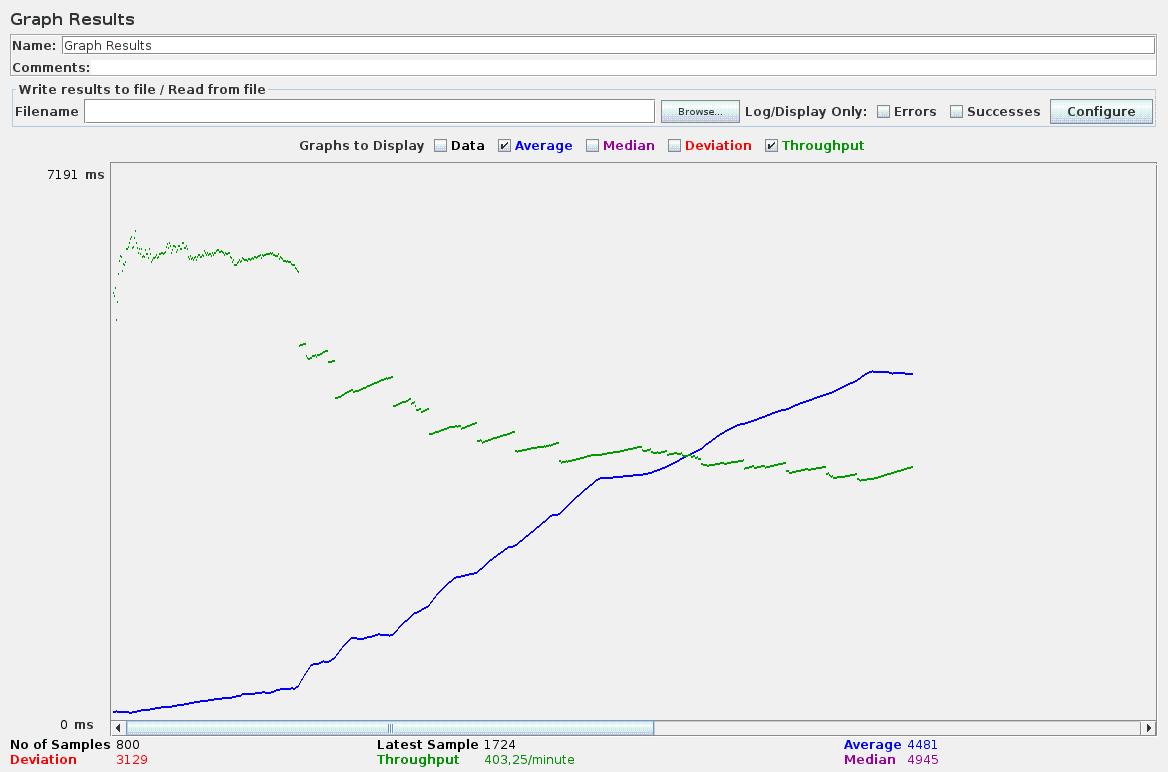 Graph Results
Name: Graph Results
Comments:
Write results to file / Read from file
Filename Browse... Log/Display Only: Errors Successes Configure
Graphs to Display Data Average Median Deviation Throughput
7191 ms
0 ms
No of Samples 800 Latest Sample 1724 Average 4481
Deviation 3129 Throughput 403,25/minute Median 4945